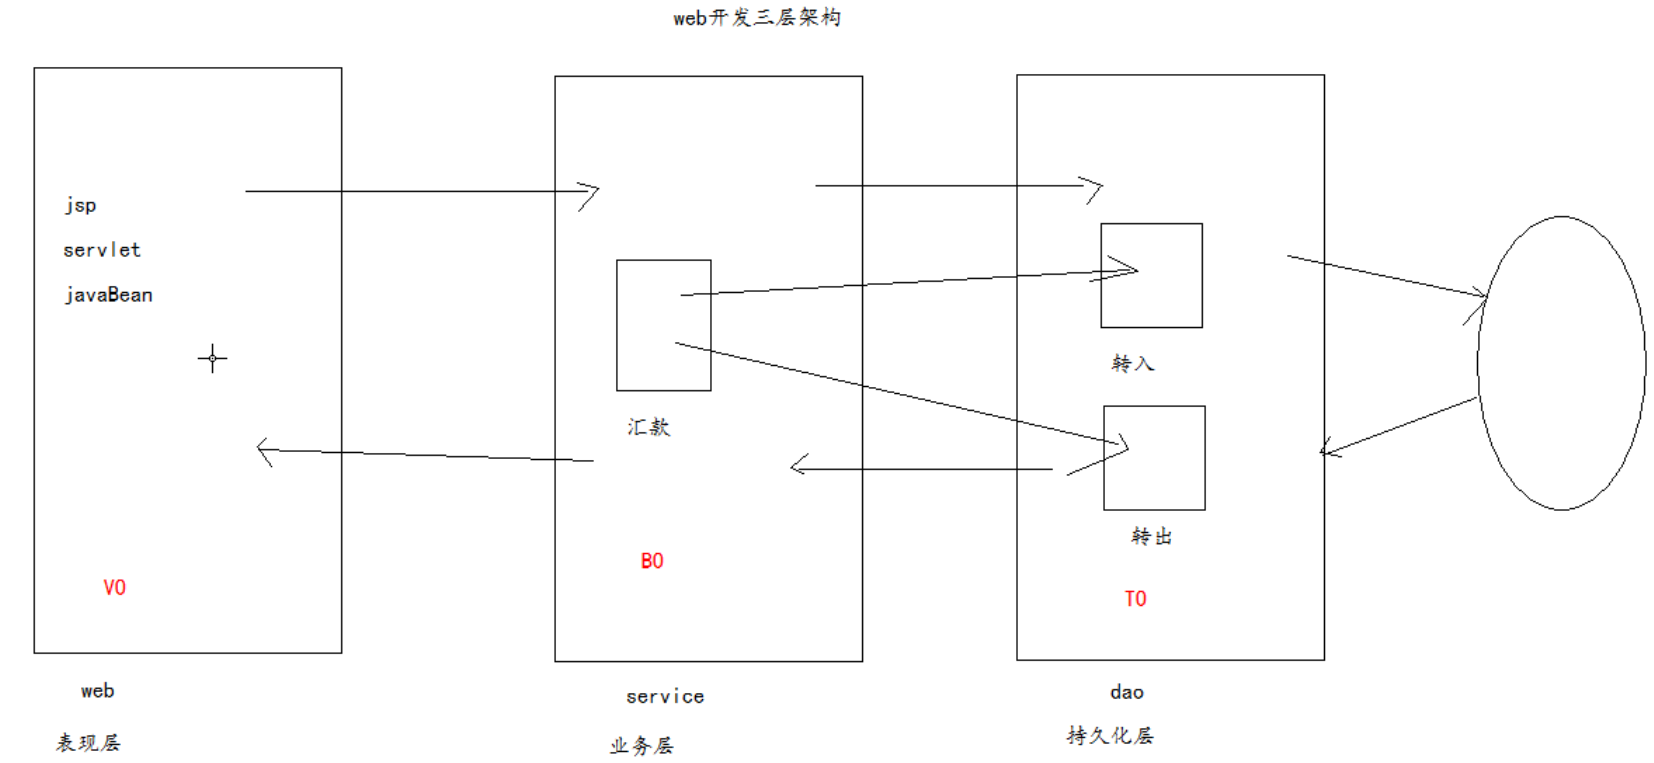 web开发三层架构
jsp
servlet
javaBean
汇款
转入
转出
VO
BO
TO
web
service
dao
表现层
业务层
持久化层